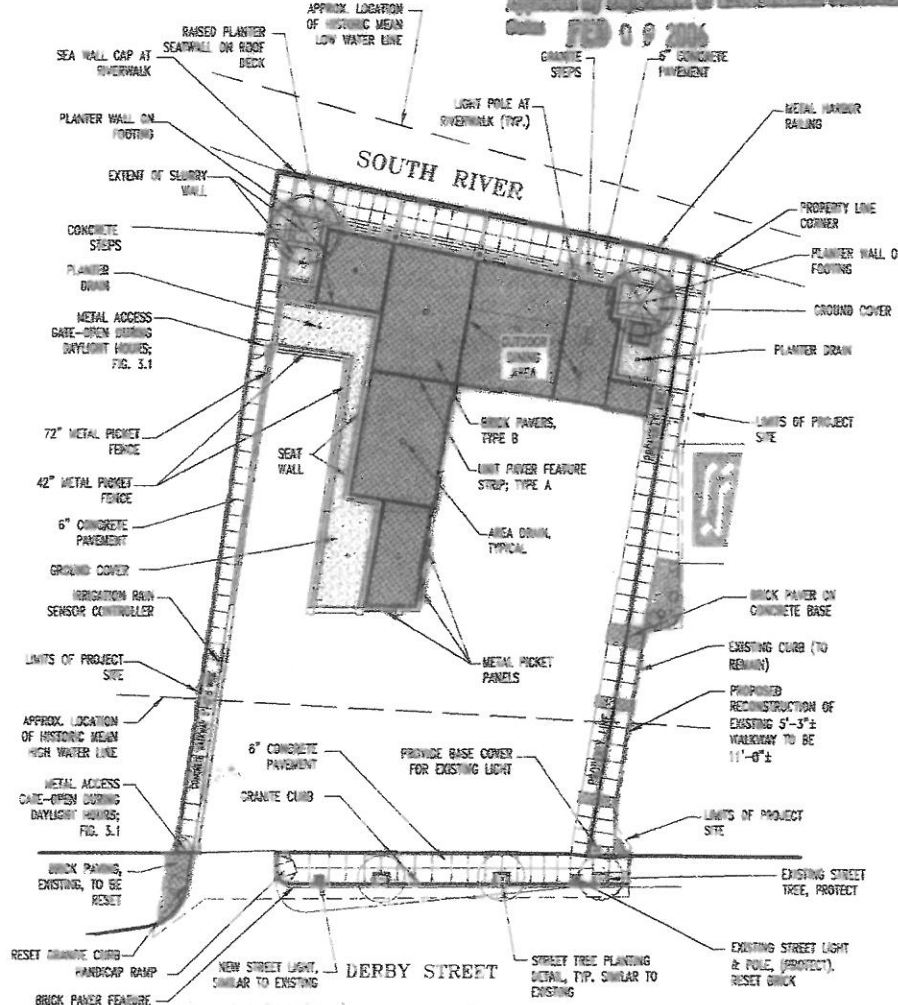 APPROX. LOCATION
OF HISTORIC MEAN
LOW WATER LINE
FEB 0 9 2006
RAISED PLANTER
SEATWALL ON ROOF
DECK
SEA WALL CAP AT
RIVERWALK
PLANTER WALL ON
FOOTING
EXTENT OF SLURRY
WALL
CONCRETE
STEPS
PLANTER
DRAIN
METAL ACCESS
GATE-OPEN DURING
DAYLIGHT HOURS;
FIG. 3.1
72" METAL PICKET
FENCE
42" METAL PICKET
FENCE
6" CONCRETE
PAVEMENT
GROUND COVER
IRRIGATION RAIN
SENSOR CONTROLLER
LIMITS OF PROJECT
SITE
APPROX. LOCATION
OF HISTORIC MEAN
HIGH WATER LINE
METAL ACCESS
GATE-OPEN DURING
DAYLIGHT HOURS;
FIG. 3.1
BRICK PAVING,
EXISTING, TO BE
RESET
RESET GRANITE CURB
HANDICAP RAMP
BRICK PAVER FEATURE
GRANITE
STEPS
6" CONCRETE
PAVEMENT
LIGHT POLE AT
RIVERWALK (TYP.)
METAL HARBOR
RAILING
SOUTH RIVER
PROPERTY LINE
CORNER
PLANTER WALL O
FOOTING
GROUND COVER
PLANTER DRAIN
OUTDOOR
DINING
AREA
LIMITS OF PROJECT
SITE
BRICK PAVERS,
TYPE B
SEAT
WALL
UNIT PAVER FEATURE
STRIP; TYPE A
AREA DRAIN,
TYPICAL
BRICK PAVER ON
CONCRETE BASE
EXISTING CURB (TO
REMAIN)
METAL PICKET
PANELS
PROPOSED
RECONSTRUCTION OF
EXISTING 5'-3"±
WALKWAY TO BE
11'-0"±
6" CONCRETE
PAVEMENT
PROVIDE BASE COVER
FOR EXISTING LIGHT
GRANITE CURB
LIMITS OF PROJECT
SITE
EXISTING STREET
TREE, PROTECT
NEW STREET LIGHT,
SIMILAR TO EXISTING
DERBY STREET
STREET TREE PLANTING
DETAIL, TYP. SIMILAR TO
EXISTING
EXISTING STREET LIGHT
& POLE, (PROTECT),
RESET BRICK